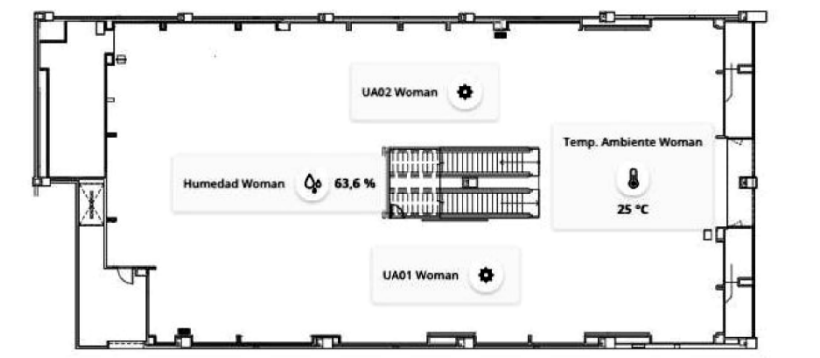 UA02 Woman
Temp. Ambiente Woman
Humedad Woman 63,6 %
25 °C
UA01 Woman